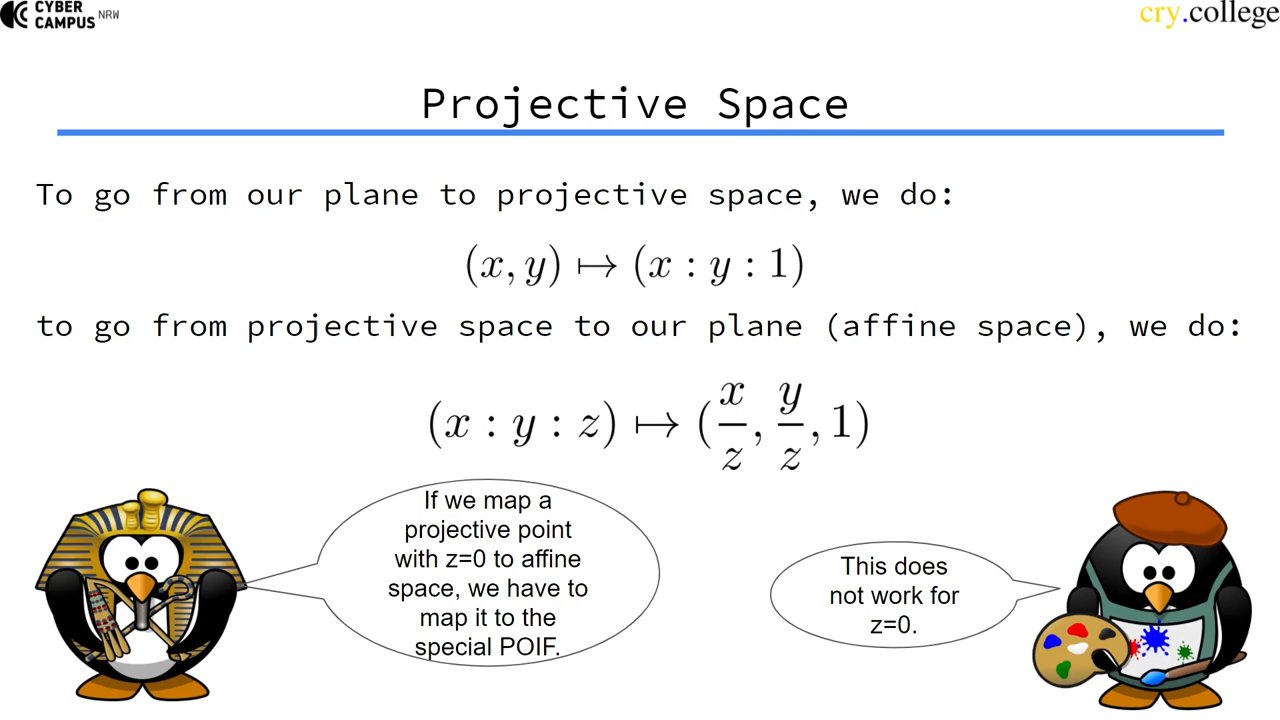 CYBER
CAMPUS NRW
cry.college
Projective Space
To go from our plane to projective space, we do:
(x, y) ↦ (x : y : 1)
to go from projective space to our plane (affine space), we do:
(x : y : z) ↦ (x/z, y/z, 1)
If we map a
projective point
with z=0 to affine
space, we have to
map it to the
special POIF.
This does
not work for
z=0.